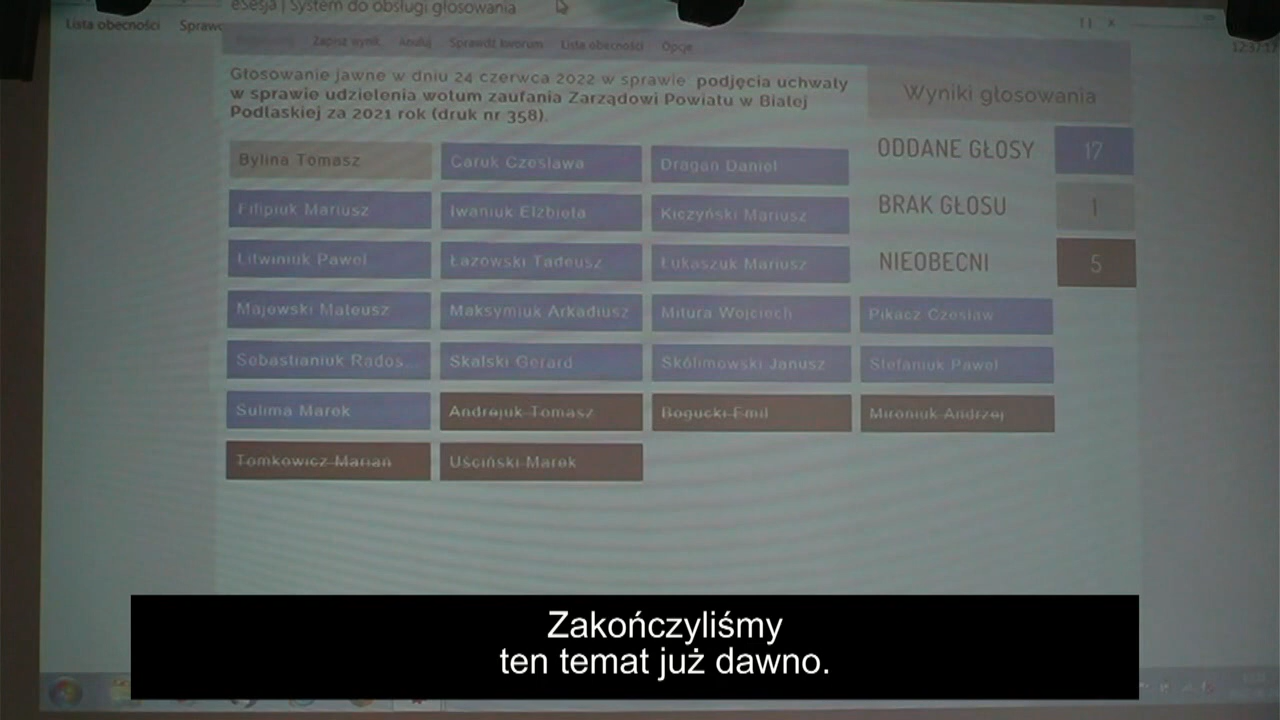 eSesja | System do obsługi głosowania
Lista obecności
Zapisz wynik Anuluj Sprawdź kworum Lista obecności Opcje
12:37:17
Głosowanie jawne w dniu 24 czerwca 2022 w sprawie podjęcia uchwały
w sprawie udzielenia wotum zaufania Zarządowi Powiatu w Białej
Podlaskiej za 2021 rok (druk nr 358).
Wyniki głosowania
ODDANE GŁOSY 17
BRAK GŁOSU 1
NIEOBECNI 5
Bylina Tomasz Caruk Czesława Dragan Daniel
Filipiuk Mariusz Iwaniuk Elżbieta Kiczyński Mariusz
Litwiniuk Paweł Łazowski Tadeusz Łukaszuk Mariusz
Majewski Mateusz Maksymiuk Arkadiusz Mitura Wojciech Pikacz Czesław
Sebastianiuk Rados... Skalski Gerard Skólimowski Janusz Stefaniuk Paweł
Sulima Marek Andrejuk Tomasz Bogucki Emil Mironiuk Andrzej
Tomkowicz Marian Uściński Marek
Zakończyliśmy
ten temat już dawno.